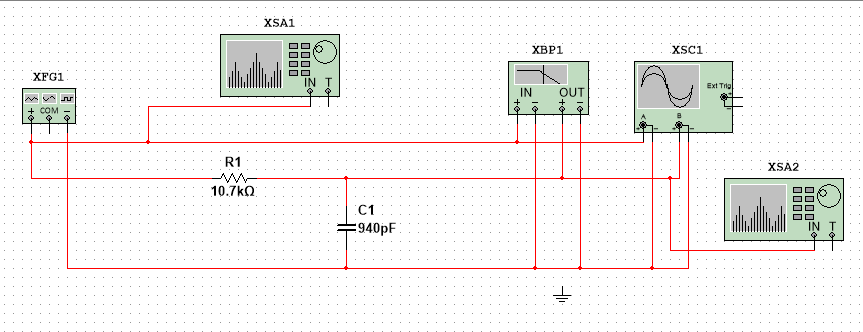 XSA1
XFG1
COM
+
−
IN
T
XBP1
IN
OUT
+
−
+
−
XSC1
Ext Trig
+
−
A
B
+
−
+
−
R1
10.7kΩ
XSA2
IN
T
C1
940pF